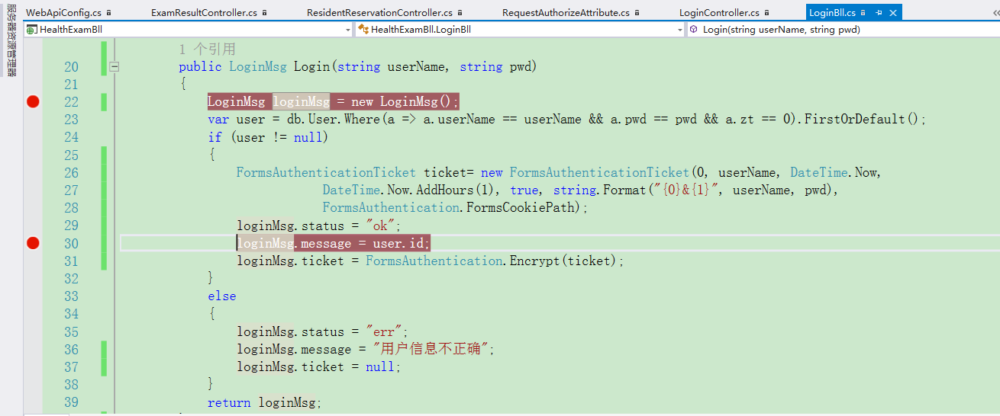 服务器资源管理器
WebApiConfig.cs ExamResultController.cs ResidentReservationController.cs RequestAuthorizeAttribute.cs LoginController.cs LoginBll.cs
HealthExamBll HealthExamBll.LoginBll Login(string userName, string pwd)
1 个引用
20 public LoginMsg Login(string userName, string pwd)
21 {
22 LoginMsg loginMsg = new LoginMsg();
23 var user = db.User.Where(a => a.userName == userName && a.pwd == pwd && a.zt == 0).FirstOrDefault();
24 if (user != null)
25 {
26 FormsAuthenticationTicket ticket= new FormsAuthenticationTicket(0, userName, DateTime.Now,
27 DateTime.Now.AddHours(1), true, string.Format("{0}&{1}", userName, pwd),
28 FormsAuthentication.FormsCookiePath);
29 loginMsg.status = "ok";
30 loginMsg.message = user.id;
31 loginMsg.ticket = FormsAuthentication.Encrypt(ticket);
32 }
33 else
34 {
35 loginMsg.status = "err";
36 loginMsg.message = "用户信息不正确";
37 loginMsg.ticket = null;
38 }
39 return loginMsg;